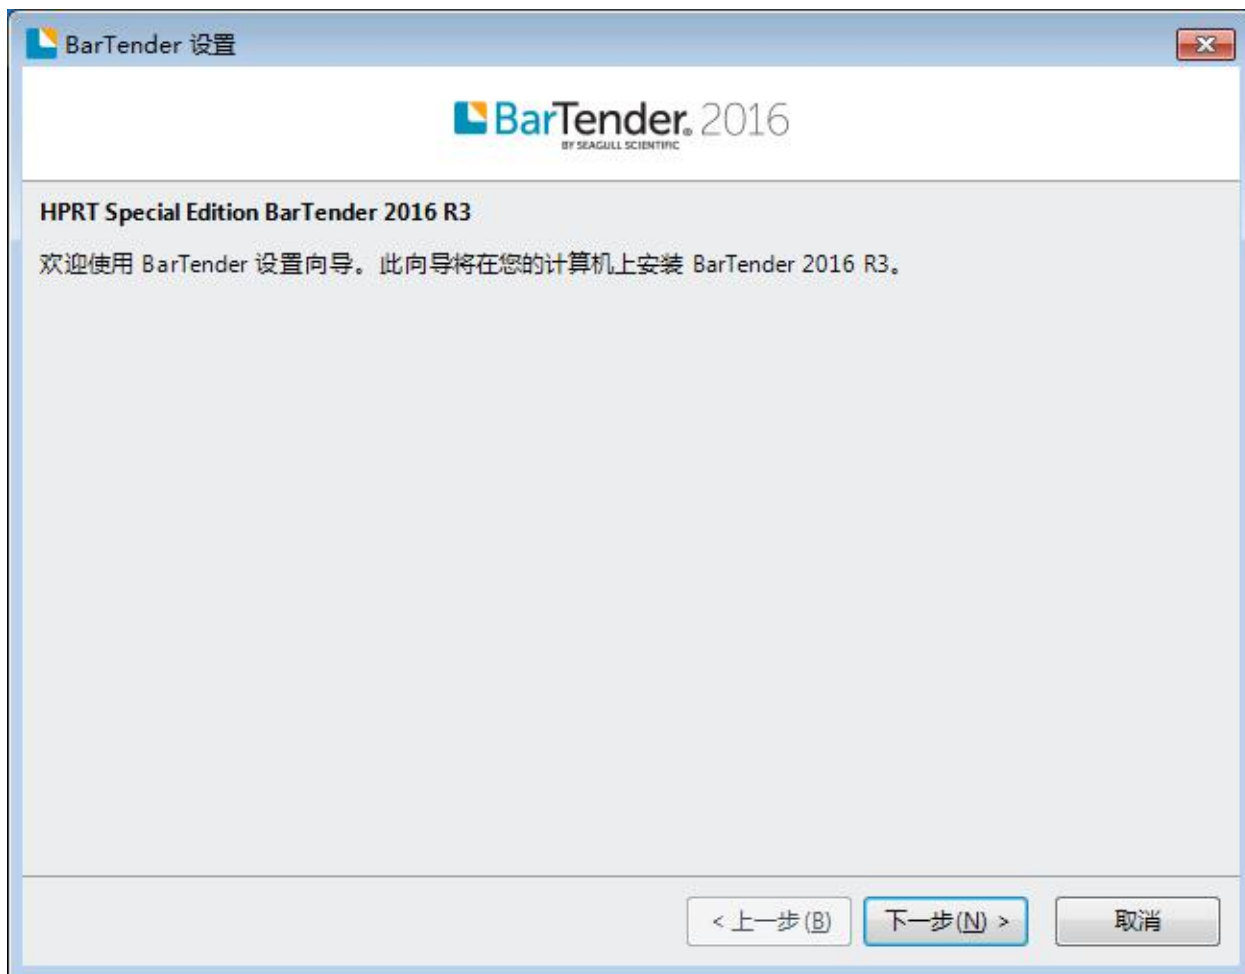 BarTender 设置
BarTender® 2016
BY SEAGULL SCIENTIFIC
HPRT Special Edition BarTender 2016 R3
欢迎使用 BarTender 设置向导。此向导将在您的计算机上安装 BarTender 2016 R3。
< 上一步(B) 下一步(N) > 取消